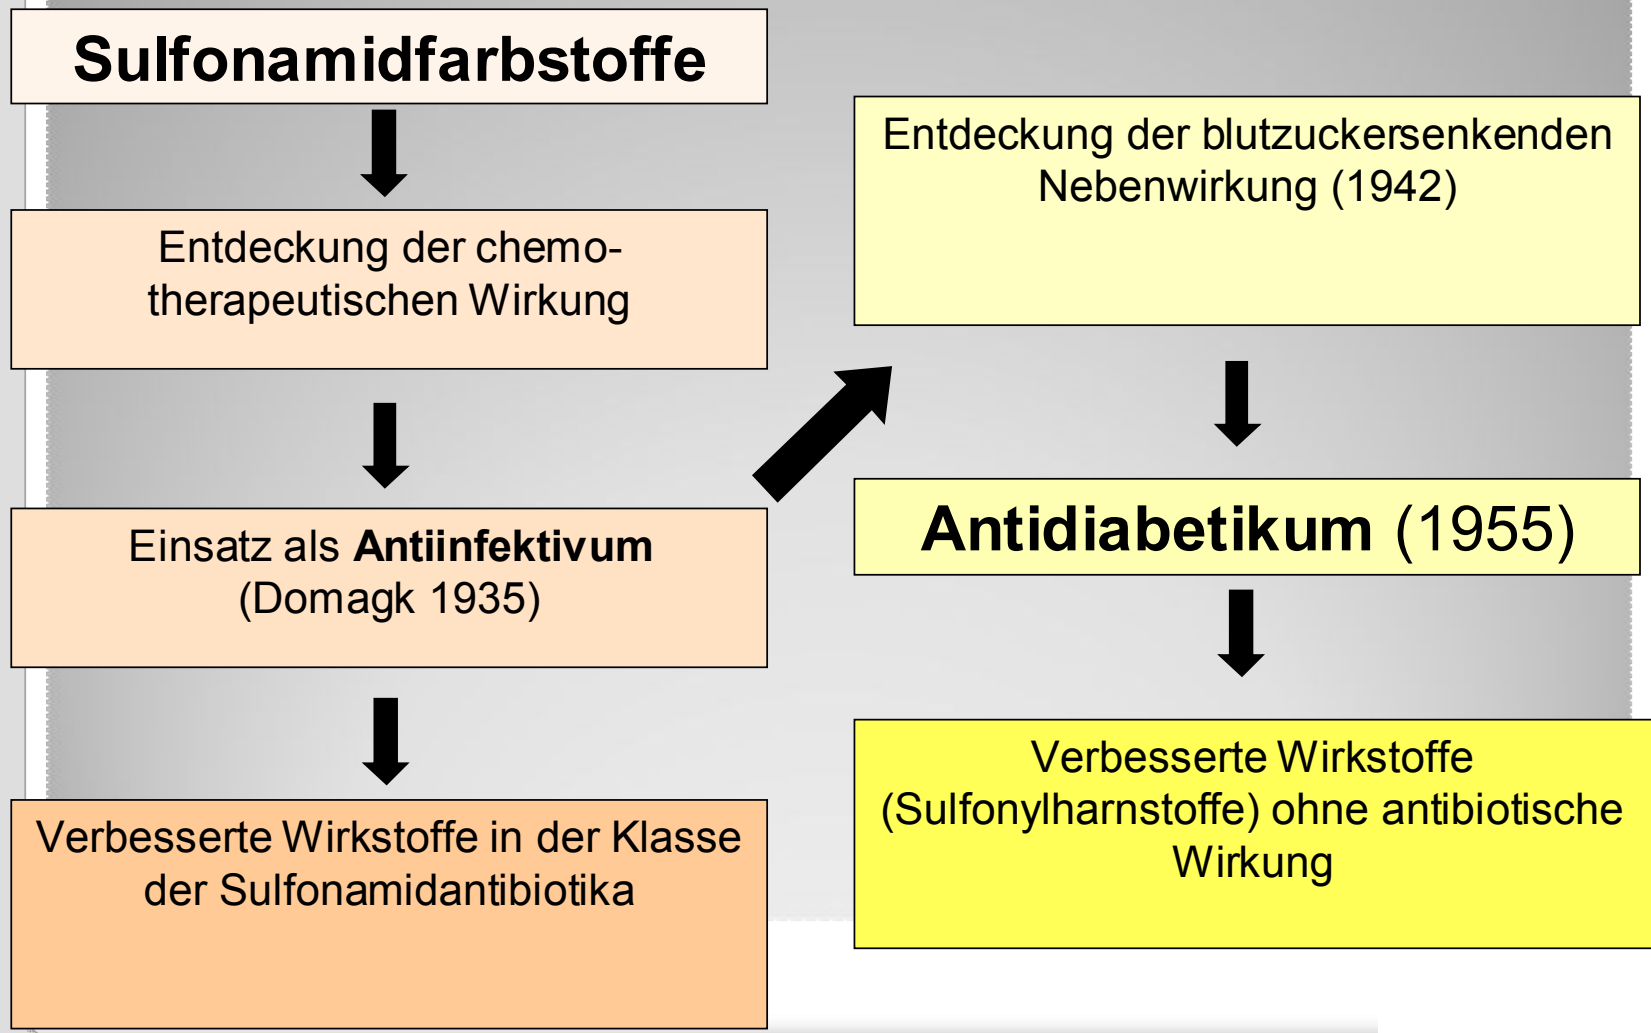 Sulfonamidfarbstoffe
Entdeckung der chemo-
therapeutischen Wirkung
Einsatz als Antiinfektivum
(Domagk 1935)
Verbesserte Wirkstoffe in der Klasse
der Sulfonamidantibiotika
Entdeckung der blutzuckersenkenden
Nebenwirkung (1942)
Antidiabetikum (1955)
Verbesserte Wirkstoffe
(Sulfonylharnstoffe) ohne antibiotische
Wirkung